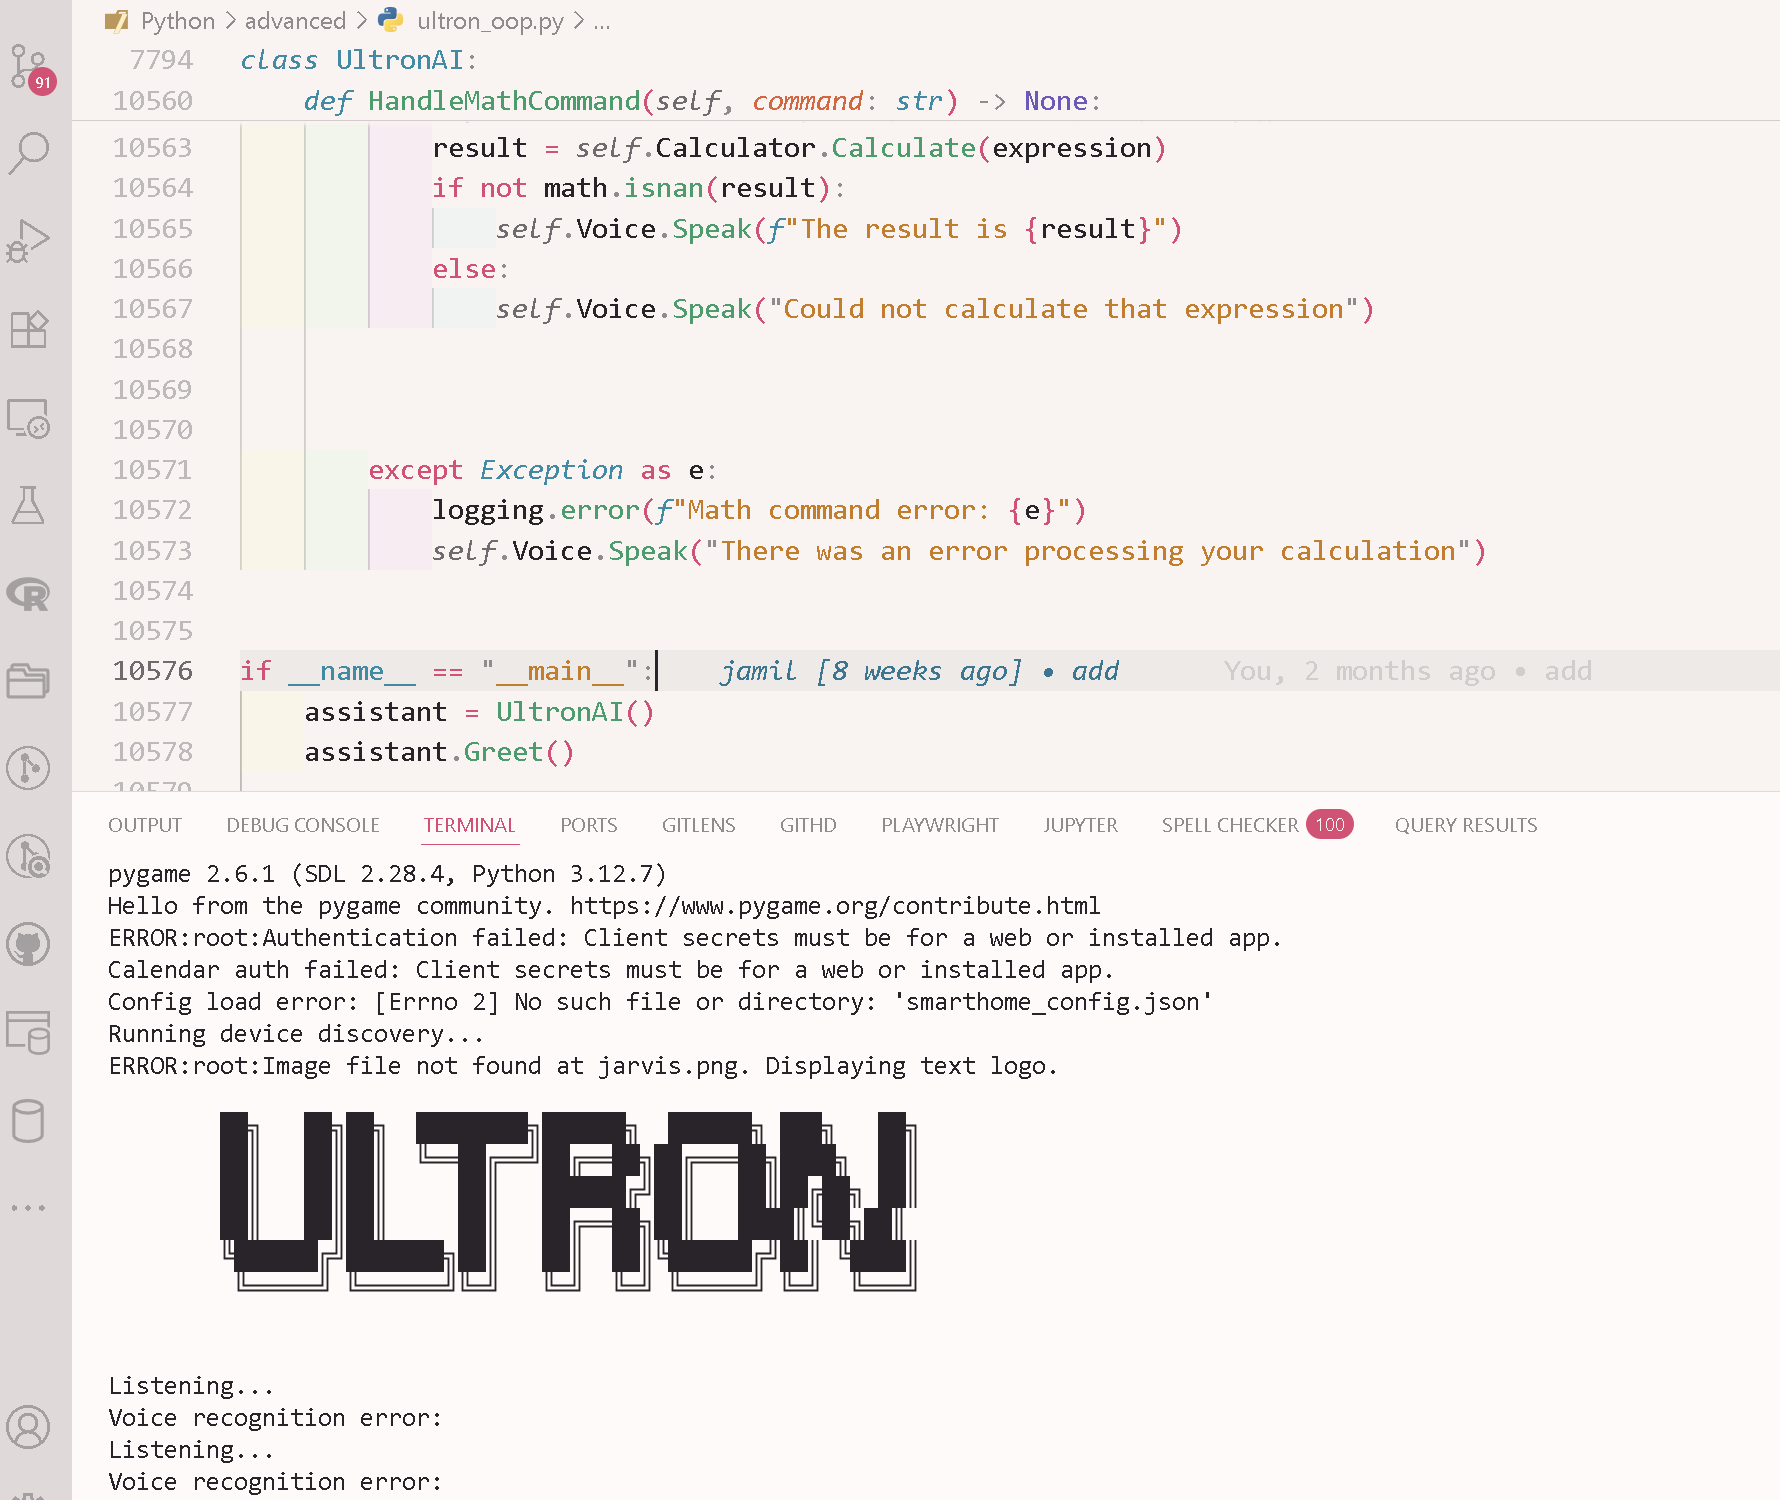 Python > advanced > ultron_oop.py > ...
7794 class UltronAI:
10560 def HandleMathCommand(self, command: str) -> None:
10563 result = self.Calculator.Calculate(expression)
10564 if not math.isnan(result):
10565 self.Voice.Speak(f"The result is {result}")
10566 else:
10567 self.Voice.Speak("Could not calculate that expression")
10568
10569
10570
10571 except Exception as e:
10572 logging.error(f"Math command error: {e}")
10573 self.Voice.Speak("There was an error processing your calculation")
10574
10575
10576 if __name__ == "__main__": jamil [8 weeks ago] • add You, 2 months ago • add
10577 assistant = UltronAI()
10578 assistant.Greet()
10579
91
OUTPUT DEBUG CONSOLE TERMINAL PORTS GITLENS GITHD PLAYWRIGHT JUPYTER SPELL CHECKER 100 QUERY RESULTS
pygame 2.6.1 (SDL 2.28.4, Python 3.12.7)
Hello from the pygame community. https://www.pygame.org/contribute.html
ERROR:root:Authentication failed: Client secrets must be for a web or installed app.
Calendar auth failed: Client secrets must be for a web or installed app.
Config load error: [Errno 2] No such file or directory: 'smarthome_config.json'
Running device discovery...
ERROR:root:Image file not found at jarvis.png. Displaying text logo.
ULTRON
Listening...
Voice recognition error:
Listening...
Voice recognition error: